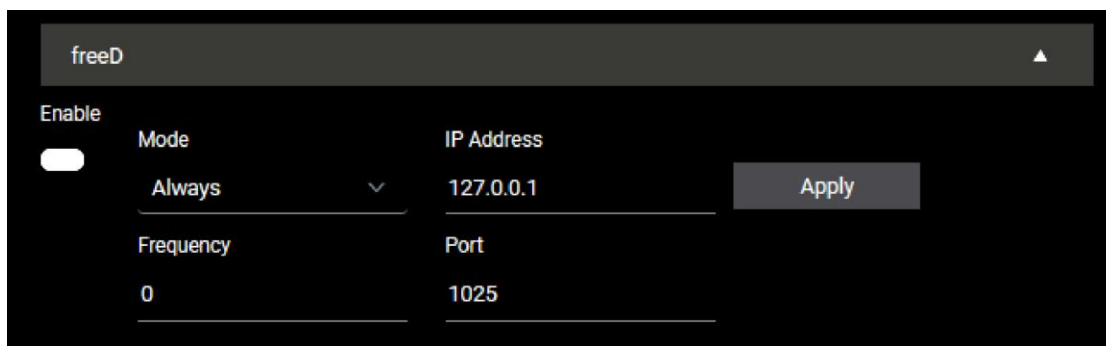 freeD
Enable
Mode
IP Address
Always
127.0.0.1
Apply
Frequency
Port
0
1025